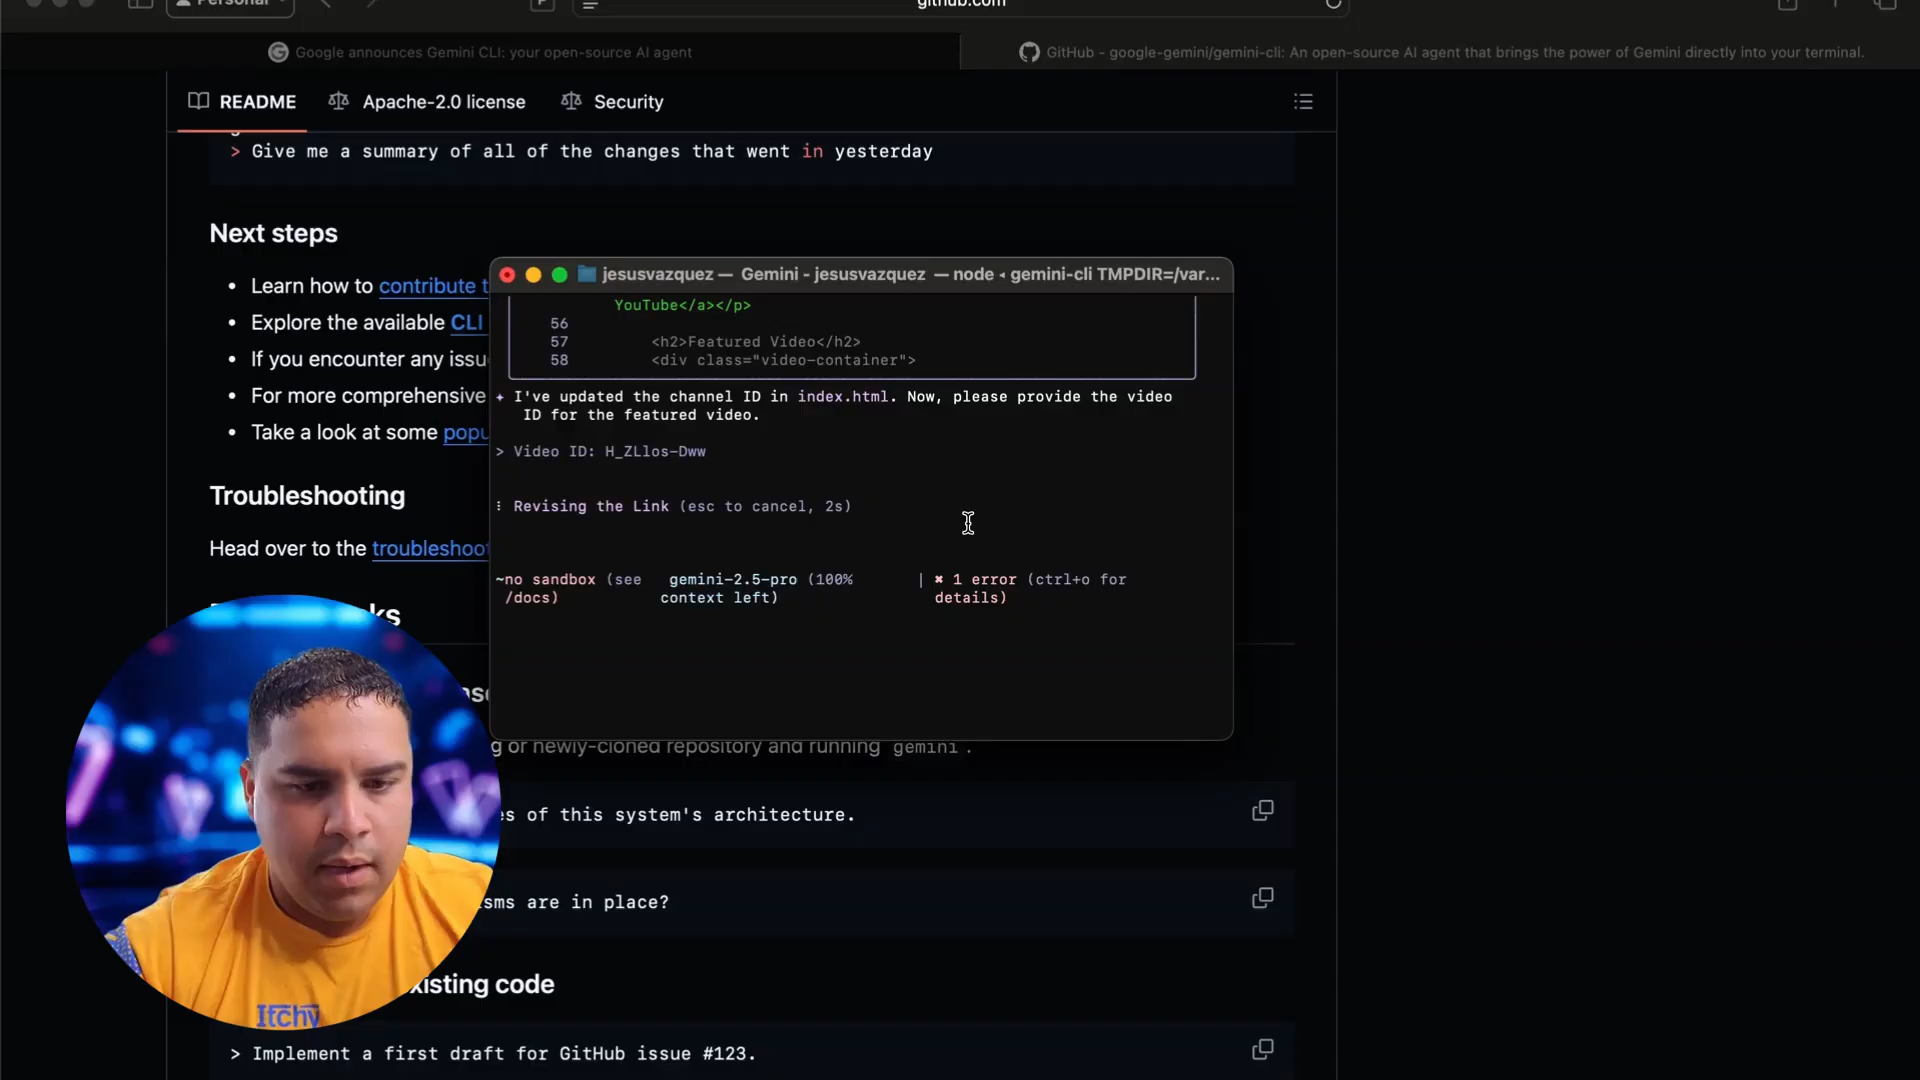 Personal
github.com
Google announces Gemini CLI: your open-source AI agent
GitHub - google-gemini/gemini-cli: An open-source AI agent that brings the power of Gemini directly into your terminal.
README
Apache-2.0 license
Security
> Give me a summary of all of the changes that went in yesterday
Next steps
• Learn how to contribute t
• Explore the available CLI
• If you encounter any issu
• For more comprehensive
• Take a look at some popu
Troubleshooting
Head over to the troubleshoot
jesusvazquez — Gemini - jesusvazquez — node ◂ gemini-cli TMPDIR=/var...
YouTube</a></p>
56
57 <h2>Featured Video</h2>
58 <div class="video-container">
✦ I've updated the channel ID in index.html. Now, please provide the video
ID for the featured video.
> Video ID: H_ZLlos-Dww
Revising the Link (esc to cancel, 2s)
~no sandbox (see gemini-2.5-pro (100% | ✖ 1 error (ctrl+o for
/docs) context left) details)
g or newly-cloned repository and running gemini .
es of this system's architecture.
sms are in place?
xisting code
Itchy
> Implement a first draft for GitHub issue #123.